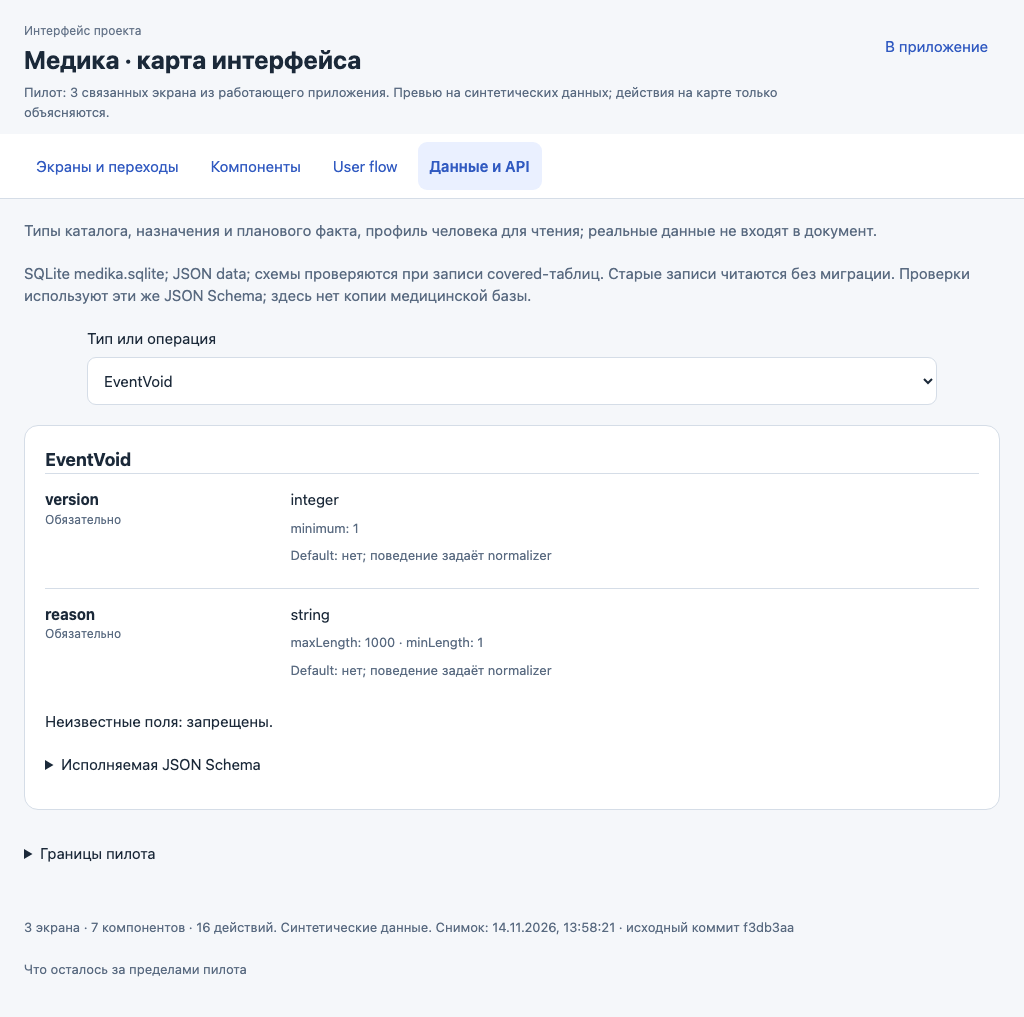 Интерфейс проекта
Медика · карта интерфейса
В приложение
Пилот: 3 связанных экрана из работающего приложения. Превью на синтетических данных; действия на карте только
объясняются.
Экраны и переходы
Компоненты
User flow
Данные и API
Типы каталога, назначения и планового факта, профиль человека для чтения; реальные данные не входят в документ.
SQLite medika.sqlite; JSON data; схемы проверяются при записи covered-таблиц. Старые записи читаются без миграции. Проверки
используют эти же JSON Schema; здесь нет копии медицинской базы.
Тип или операция
EventVoid
EventVoid
version
Обязательно
integer
minimum: 1
Default: нет; поведение задаёт normalizer
reason
Обязательно
string
maxLength: 1000 · minLength: 1
Default: нет; поведение задаёт normalizer
Неизвестные поля: запрещены.
Исполняемая JSON Schema
Границы пилота
3 экрана · 7 компонентов · 16 действий. Синтетические данные. Снимок: 14.11.2026, 13:58:21 · исходный коммит f3db3aa
Что осталось за пределами пилота